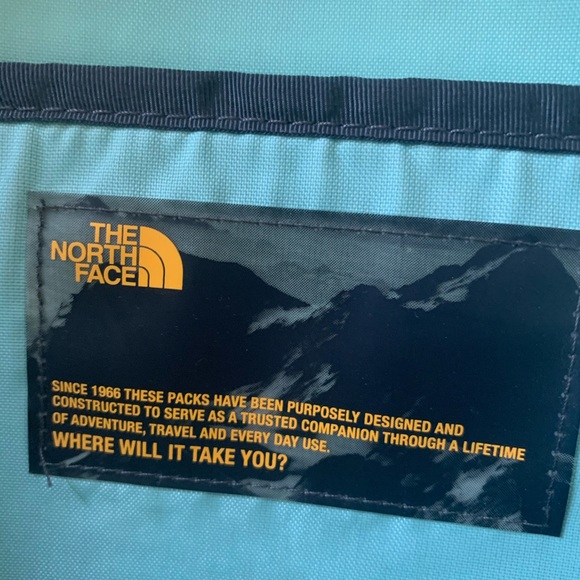 THE
NORTH
FACE
SINCE 1966 THESE PACKS HAVE BEEN PURPOSELY DESIGNED AND
CONSTRUCTED TO SERVE AS A TRUSTED COMPANION THROUGH A LIFETIME
OF ADVENTURE, TRAVEL AND EVERY DAY USE.
WHERE WILL IT TAKE YOU?